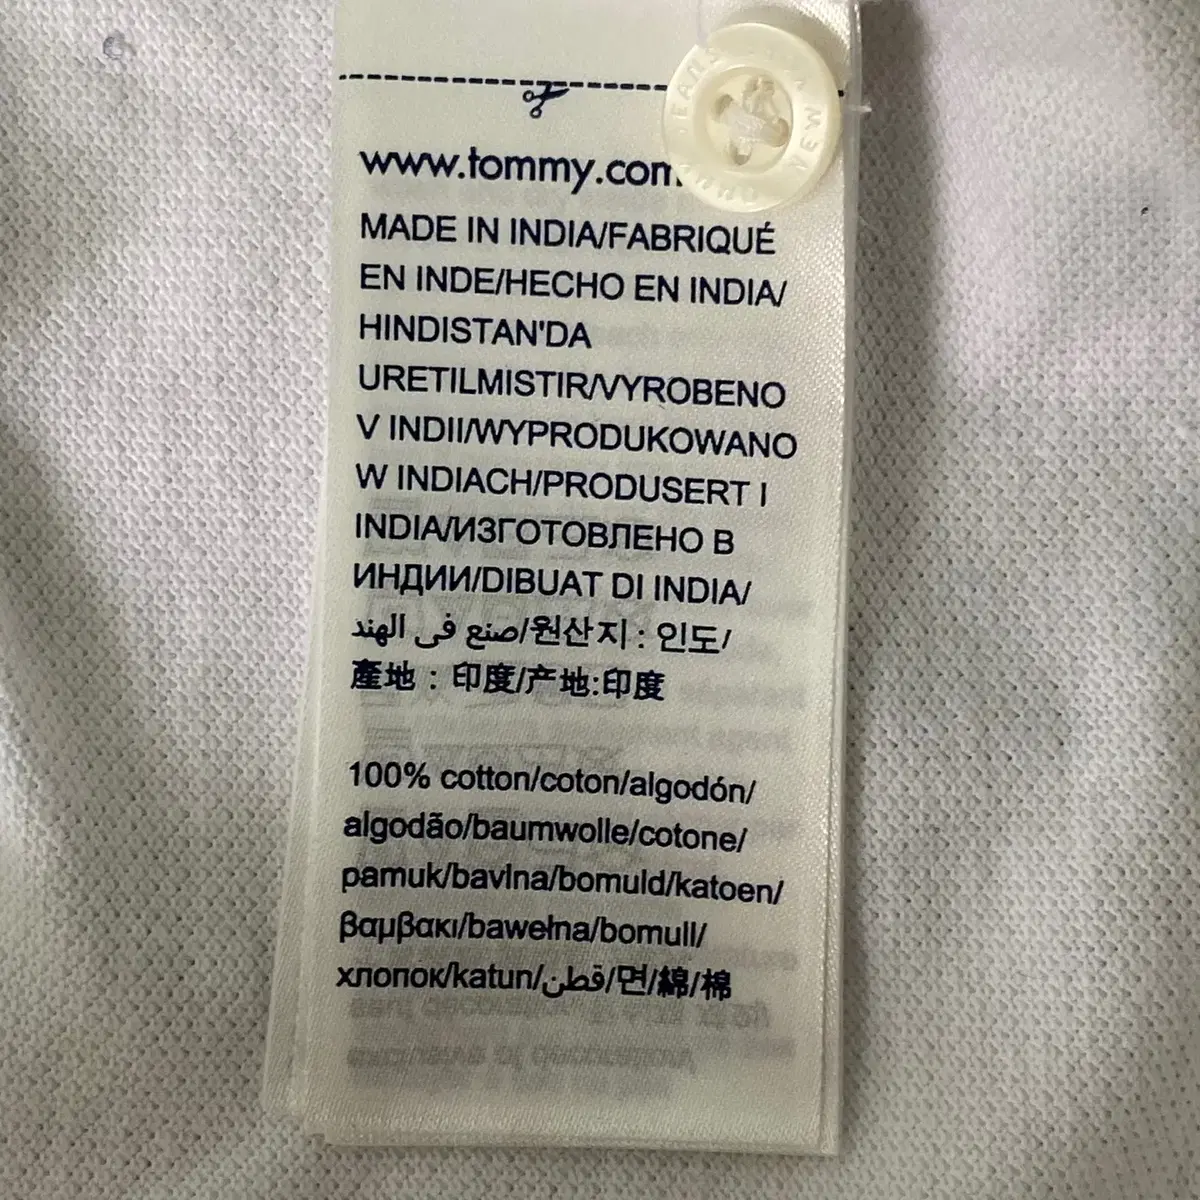 www.tommy.com
MADE IN INDIA/FABRIQUÉ
EN INDE/HECHO EN INDIA/
HINDISTAN'DA
URETILMISTIR/VYROBENO
V INDII/WYPRODUKOWANO
W INDIACH/PRODUSERT I
INDIA/ИЗГОТОВЛЕНО В
ИНДИИ/DIBUAT DI INDIA/
صنع فى الهند/원산지 : 인도/
產地 : 印度/产地:印度
100% cotton/coton/algodón/
algodão/baumwolle/cotone/
pamuk/bavlna/bomuld/katoen/
βαμβακι/bawełna/bomull/
хлопок/katun/قطن/면/綿/棉
NEW